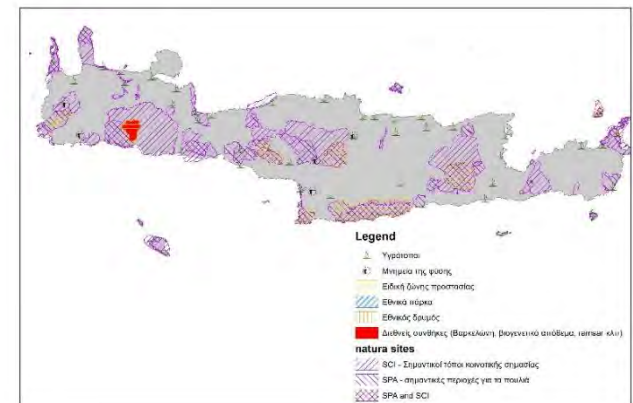 Legend
Υγρότοποι
Μνημεία της φύσης
Ειδική ζώνης προστασίας
Εθνικά πάρκα
Εθνικός δρυμός
Διεθνείς συνθήκες (Βαρκελώνη, βιογενετικό απόθεμα, ramsar κλπ)
natura sites
SCI - Σημαντικοί τόποι κοινοτικής σημασίας
SPA - σημαντικές περιοχές για τα πουλιά
SPA and SCI